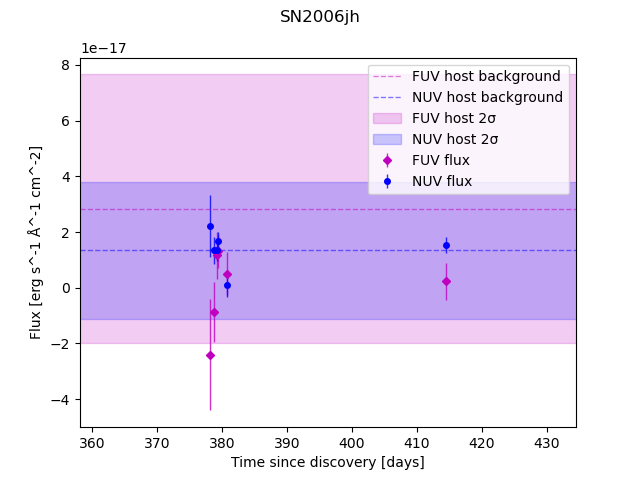 SN2006jh
1e−17
FUV host background
NUV host background
FUV host 2σ
NUV host 2σ
FUV flux
NUV flux
8
6
4
2
0
−2
−4
Flux [erg s^-1 Å^-1 cm^-2]
360 370 380 390 400 410 420 430
Time since discovery [days]